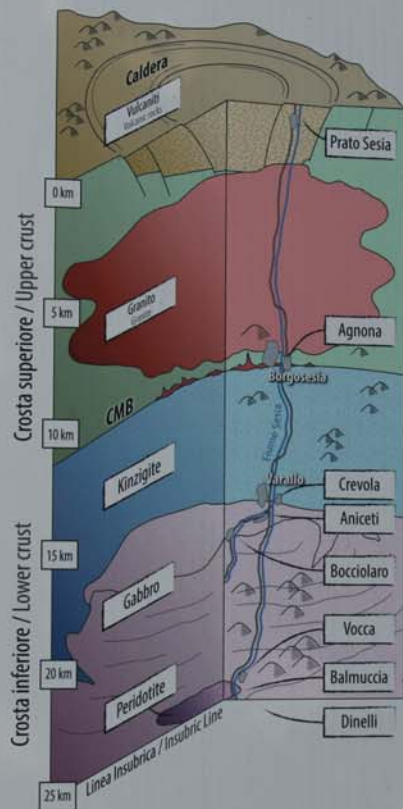 Caldera
Vulcaniti
Volcanic rocks
Prato Sesia
0 km
Crosta superiore / Upper crust
5 km
Granito
Granite
Agnona
Borgosesia
CMB
10 km
Fiume Sesia
Kinzigite
Varallo
Crevola
Aniceti
15 km
Bocciolaro
Gabbro
Crosta inferiore / Lower crust
Vocca
20 km
Balmuccia
Peridotite
Dinelli
Linea Insubrica / Insubric Line
25 km